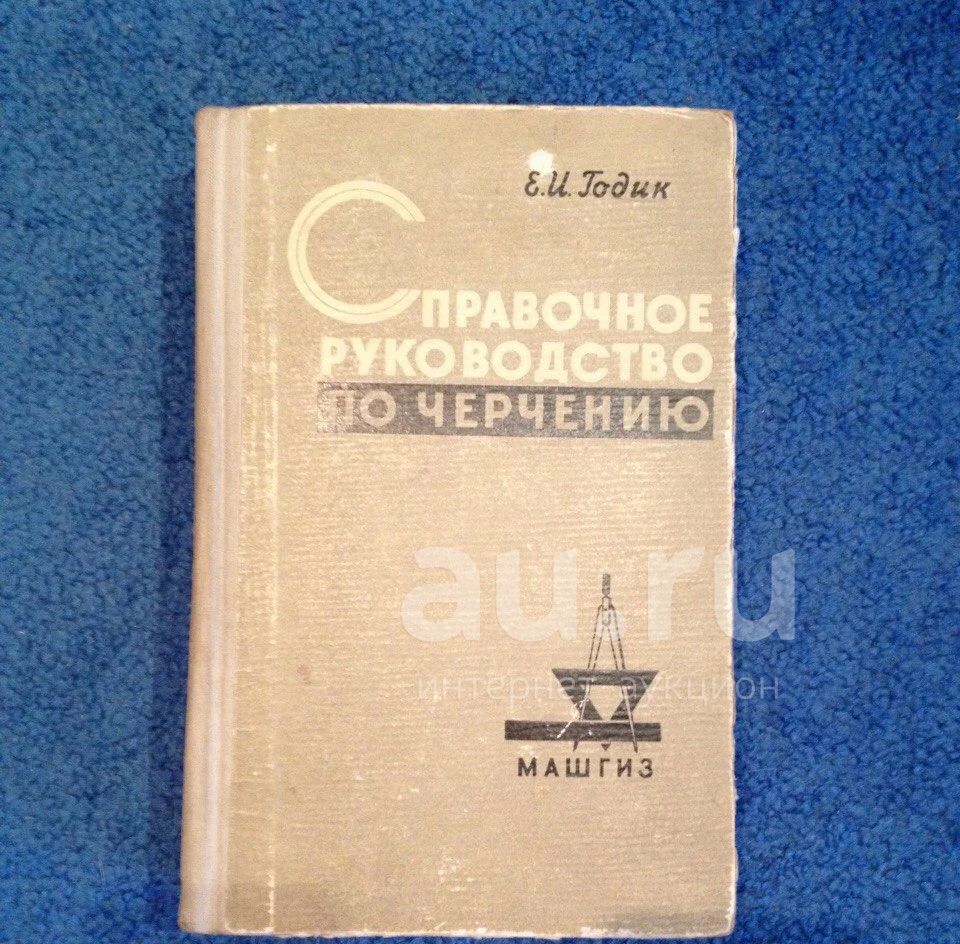 Е.И. Годик
СПРАВОЧНОЕ
РУКОВОДСТВО
ПО ЧЕРЧЕНИЮ
au.ru
интернет аукцион
МАШГИЗ